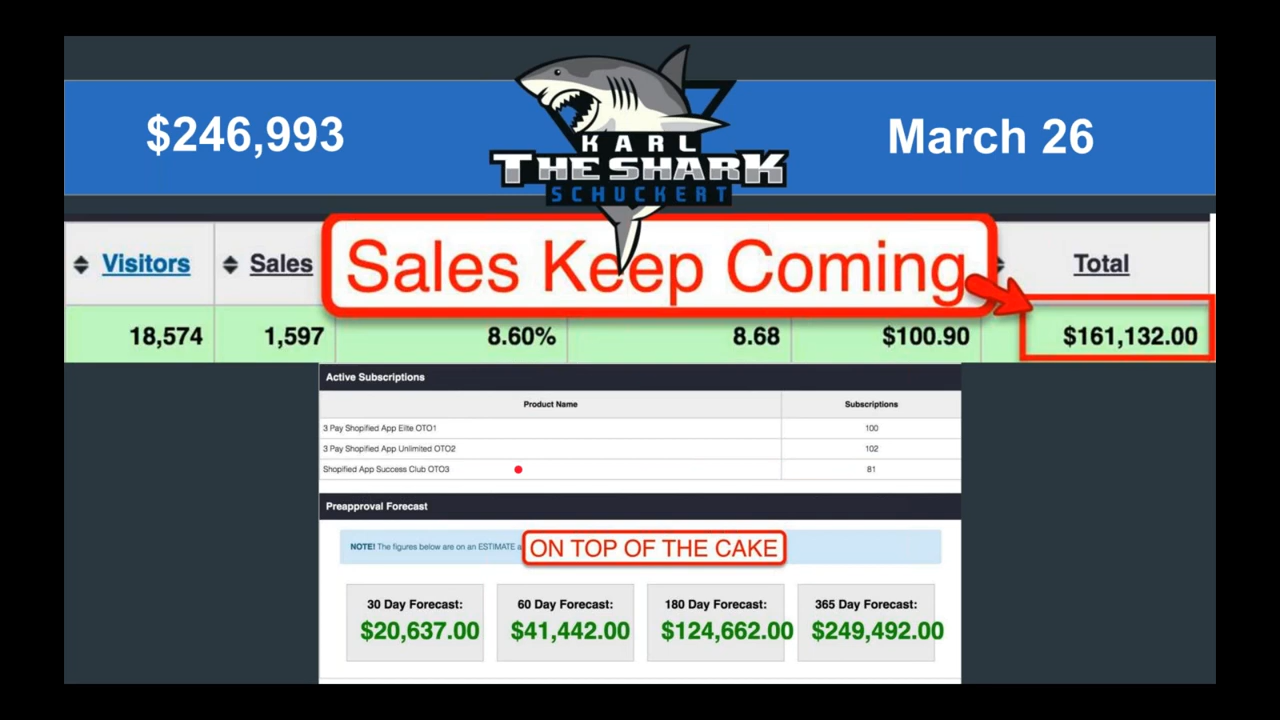 $246,993
March 26
KARL
THE SHARK
SCHUCKERT
Visitors
Sales
Sales Keep Coming
Total
18,574
1,597
8.60%
8.68
$100.90
$161,132.00
Active Subscriptions
Product Name
Subscriptions
3 Pay Shopified App Elite OTO1
100
3 Pay Shopified App Unlimited OTO2
102
Shopified App Success Club OTO3
81
Preapproval Forecast
NOTE! The figures below are on an ESTIMATE
ON TOP OF THE CAKE
30 Day Forecast:
60 Day Forecast:
180 Day Forecast:
365 Day Forecast:
$20,637.00
$41,442.00
$124,662.00
$249,492.00